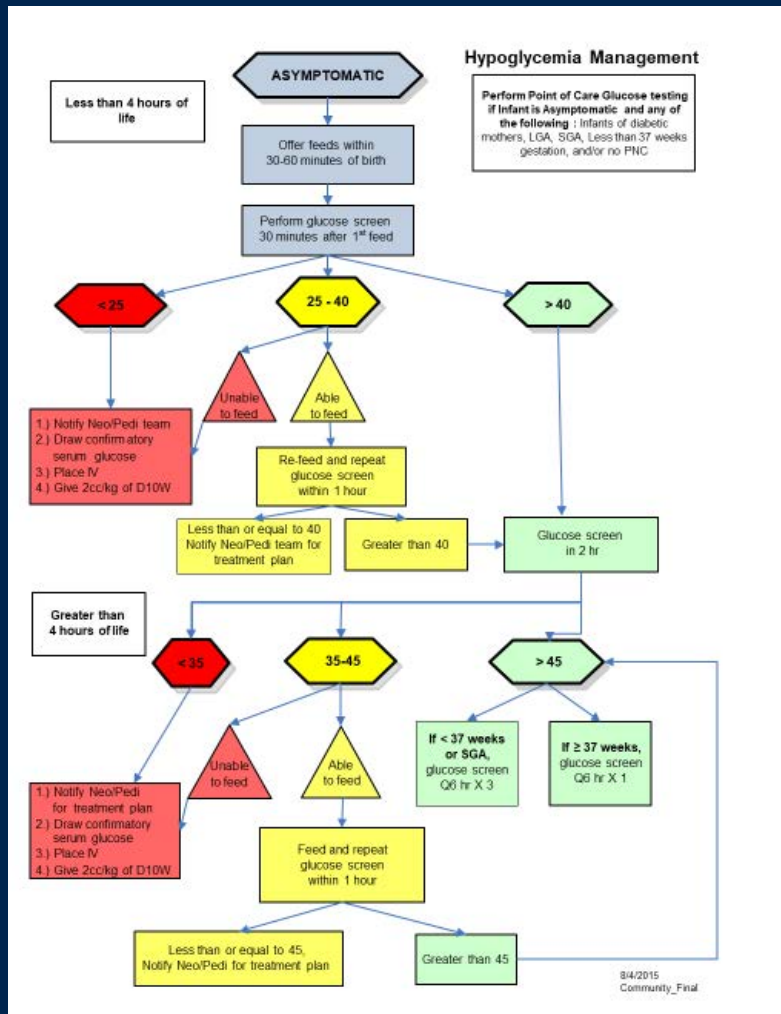 Hypoglycemia Management
ASYMPTOMATIC
Less than 4 hours of
life
Perform Point of Care Glucose testing
if Infant is Asymptomatic and any of
the following : Infants of diabetic
mothers, LGA, SGA, Less than 37 weeks
gestation, and/or no PNC
Offer feeds within
30-60 minutes of birth
Perform glucose screen
30 minutes after 1st feed
< 25
25 - 40
> 40
Unable
to feed
Able
to feed
1.) Notify Neo/Pedi team
2.) Draw confirmatory
serum glucose
3.) Place IV
4.) Give 2cc/kg of D10W
Re-feed and repeat
glucose screen
within 1 hour
Less than or equal to 40
Notify Neo/Pedi team for
treatment plan
Greater than 40
Glucose screen
in 2 hr
Greater than
4 hours of life
< 35
35-45
> 45
Unable
to feed
Able
to feed
If < 37 weeks
or SGA,
glucose screen
Q6 hr X 3
If ≥ 37 weeks,
glucose screen
Q6 hr X 1
1.) Notify Neo/Pedi
for treatment plan
2.) Draw confirmatory
serum glucose
3.) Place IV
4.) Give 2cc/kg of D10W
Feed and repeat
glucose screen
within 1 hour
Less than or equal to 45,
Notify Neo/Pedi for treatment plan
Greater than 45
8/4/2015
Community_Final